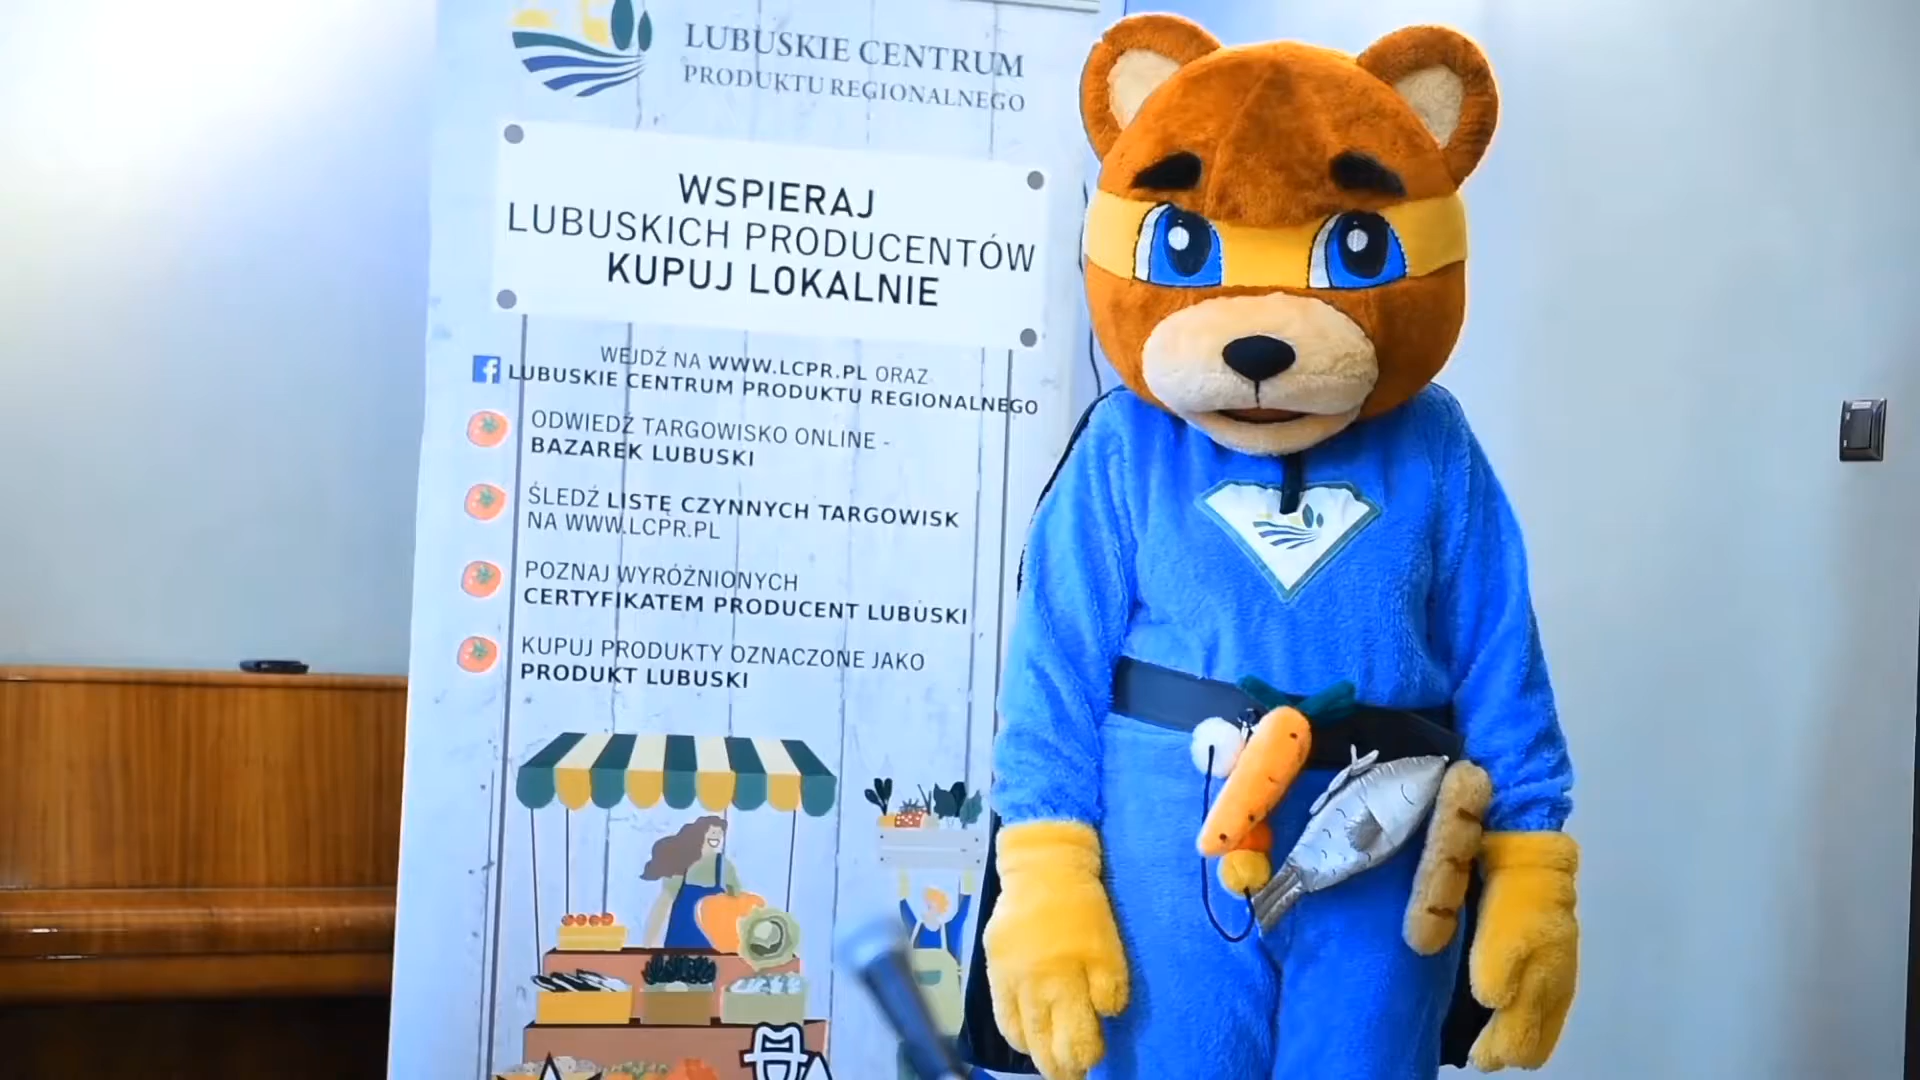 LUBUSKIE CENTRUM
PRODUKTU REGIONALNEGO
WSPIERAJ
LUBUSKICH PRODUCENTÓW
KUPUJ LOKALNIE
WEJDŹ NA WWW.LCPR.PL ORAZ
f LUBUSKIE CENTRUM PRODUKTU REGIONALNEGO
ODWIEDŹ TARGOWISKO ONLINE -
BAZAREK LUBUSKI
ŚLEDŹ LISTĘ CZYNNYCH TARGOWISK
NA WWW.LCPR.PL
POZNAJ WYRÓŻNIONYCH
CERTYFIKATEM PRODUCENT LUBUSKI
KUPUJ PRODUKTY OZNACZONE JAKO
PRODUKT LUBUSKI